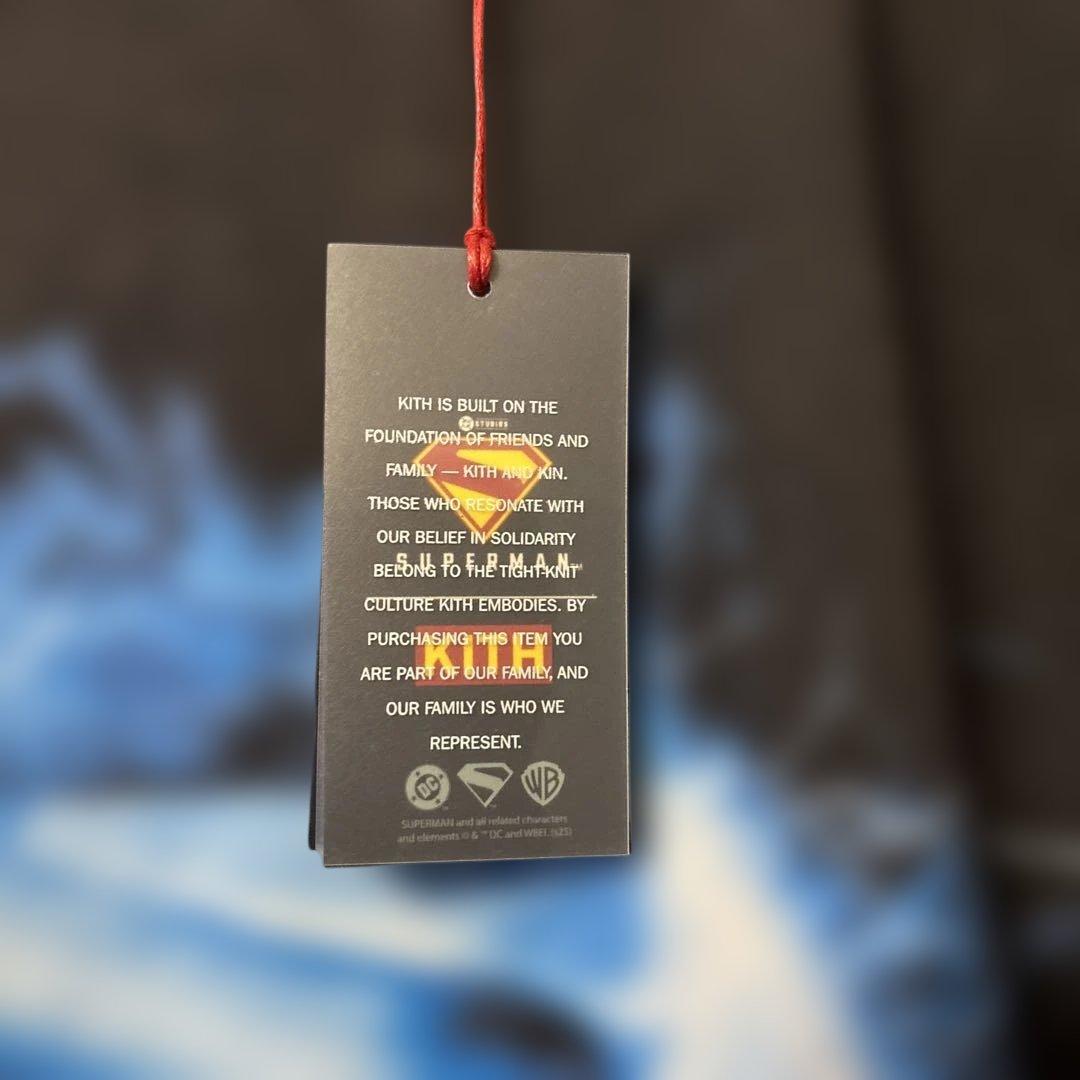 KITH IS BUILT ON THE
DC STUDIOS
FOUNDATION OF FRIENDS AND
FAMILY — KITH AND KIN.
THOSE WHO RESONATE WITH
OUR BELIEF IN SOLIDARITY
SUPERMAN™
BELONG TO THE TIGHT-KNIT
CULTURE KITH EMBODIES. BY
PURCHASING THIS ITEM YOU
KITH
ARE PART OF OUR FAMILY, AND
OUR FAMILY IS WHO WE
REPRESENT.
DC WB
SUPERMAN and all related characters
and elements © & ™ DC and WBEI. (s25)